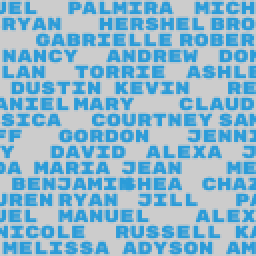 UEL PALMIRA MICH
RYAN HERSHEL BRO
GABRIELLE ROBER
NANCY ANDREW DON
LAN TORRIE ASHLE
DUSTIN KEVIN RE
ANIEL MARY CLAUD
SICA COURTNEY SAN
FF GORDON JENNI
Y DAVID ALEXA J
DA MARIA JEAN ME
BENJAMIN SHEA CHAZ
UREN RYAN JILL PA
UEL MANUEL ALEX
NICOLE RUSSELL KA
MELISSA ADYSON AM